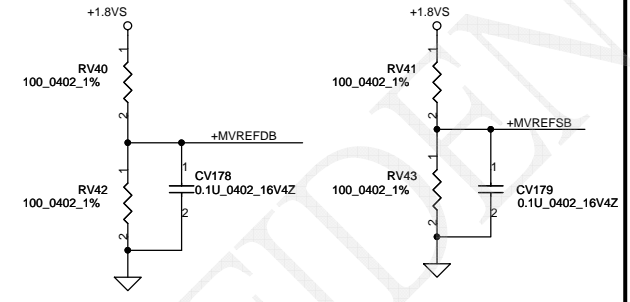 +1.8VS
1
RV40
100_0402_1%
2
+MVREFDB
1
RV42
100_0402_1%
2
1
CV178
0.1U_0402_16V4Z
2
+1.8VS
1
RV41
100_0402_1%
2
+MVREFSB
1
RV43
100_0402_1%
2
1
CV179
0.1U_0402_16V4Z
2
IDEN